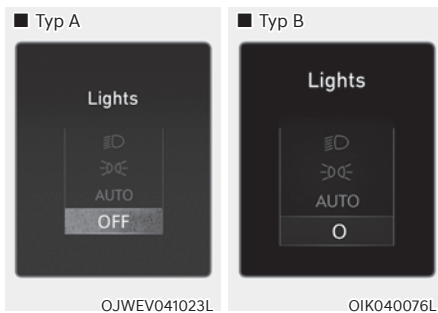 ■ Typ A
Lights
AUTO
OFF
OJWEV041023L
■ Typ B
Lights
AUTO
O
OIK040076L